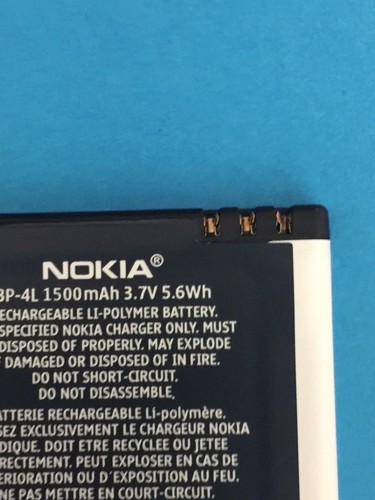 NOKIA®
BP-4L 1500mAh 3.7V 5.6Wh
RECHARGEABLE LI-POLYMER BATTERY.
SPECIFIED NOKIA CHARGER ONLY. MUST
DISPOSED OF PROPERLY. MAY EXPLODE
F DAMAGED OR DISPOSED OF IN FIRE.
DO NOT SHORT-CIRCUIT.
DO NOT DISASSEMBLE.
ATTERIE RECHARGEABLE Li-polymère.
SEZ EXCLUSIVEMENT LE CHARGEUR NOKIA
DIQUE. DOIT ETRE RECYCLEE OU JETEE
RECTEMENT. PEUT EXPLOSER EN CAS DE
DEGATS OU D'EXPOSITION AU FEU.
NE PAS METTRE EN COURT-CIRCUIT.